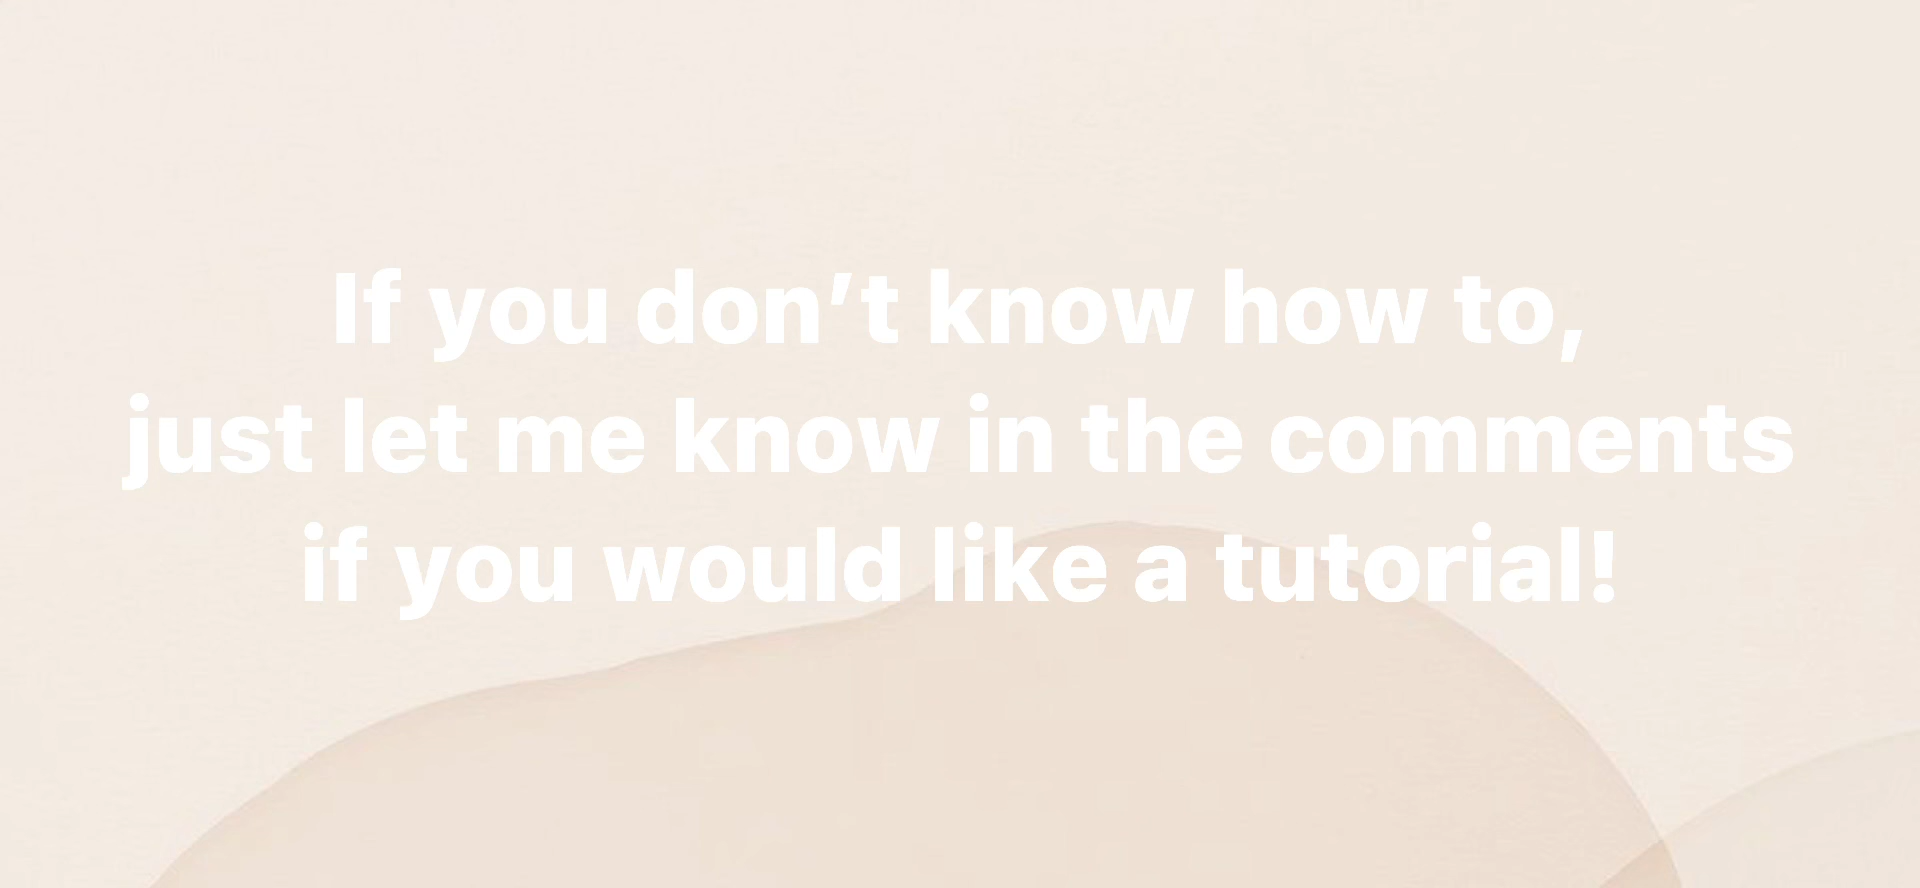 If you don’t know how to,
just let me know in the comments
if you would like a tutorial!